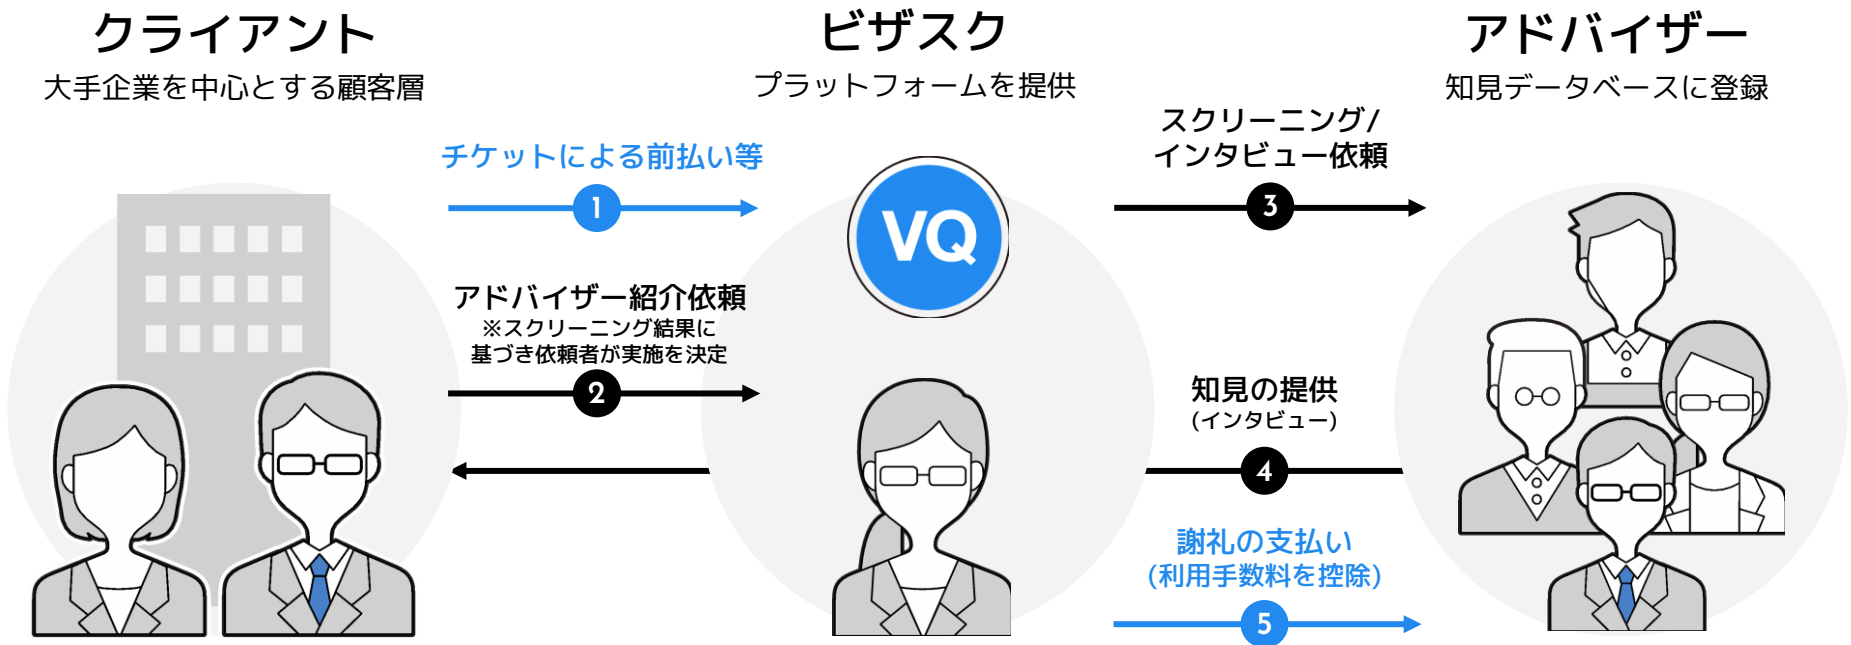 クライアント
大手企業を中心とする顧客層
ビザスク
プラットフォームを提供
アドバイザー
知見データベースに登録
チケットによる前払い等
1
アドバイザー紹介依頼
※スクリーニング結果に
基づき依頼者が実施を決定
2
VQ
スクリーニング/
インタビュー依頼
3
知見の提供
(インタビュー)
4
謝礼の支払い
(利用手数料を控除)
5